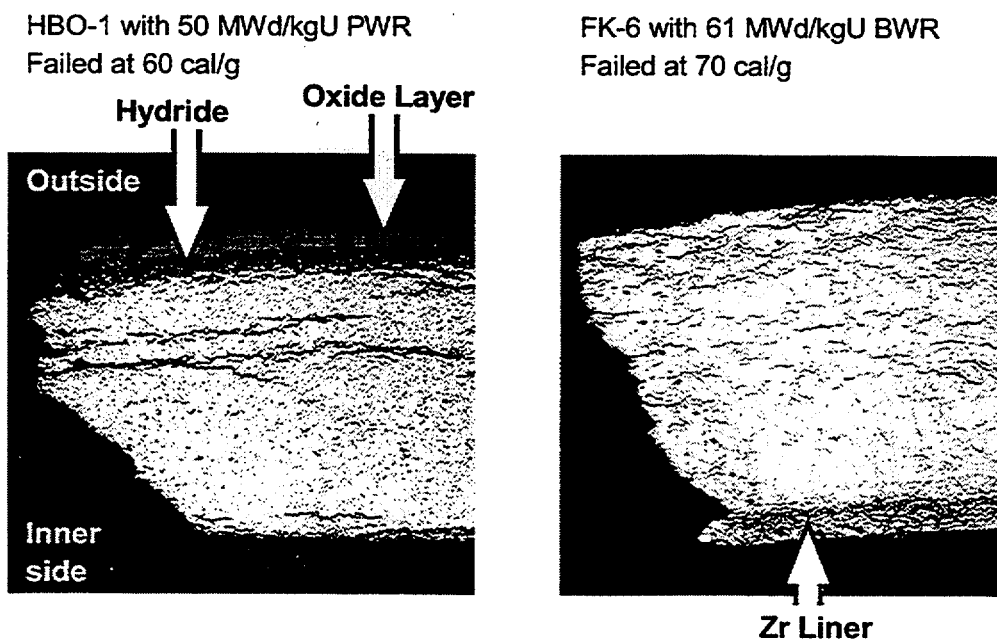 HBO-1 with 50 MWd/kgU PWR
Failed at 60 cal/g
Hydride
Oxide Layer
Outside
Inner
side
FK-6 with 61 MWd/kgU BWR
Failed at 70 cal/g
Zr Liner